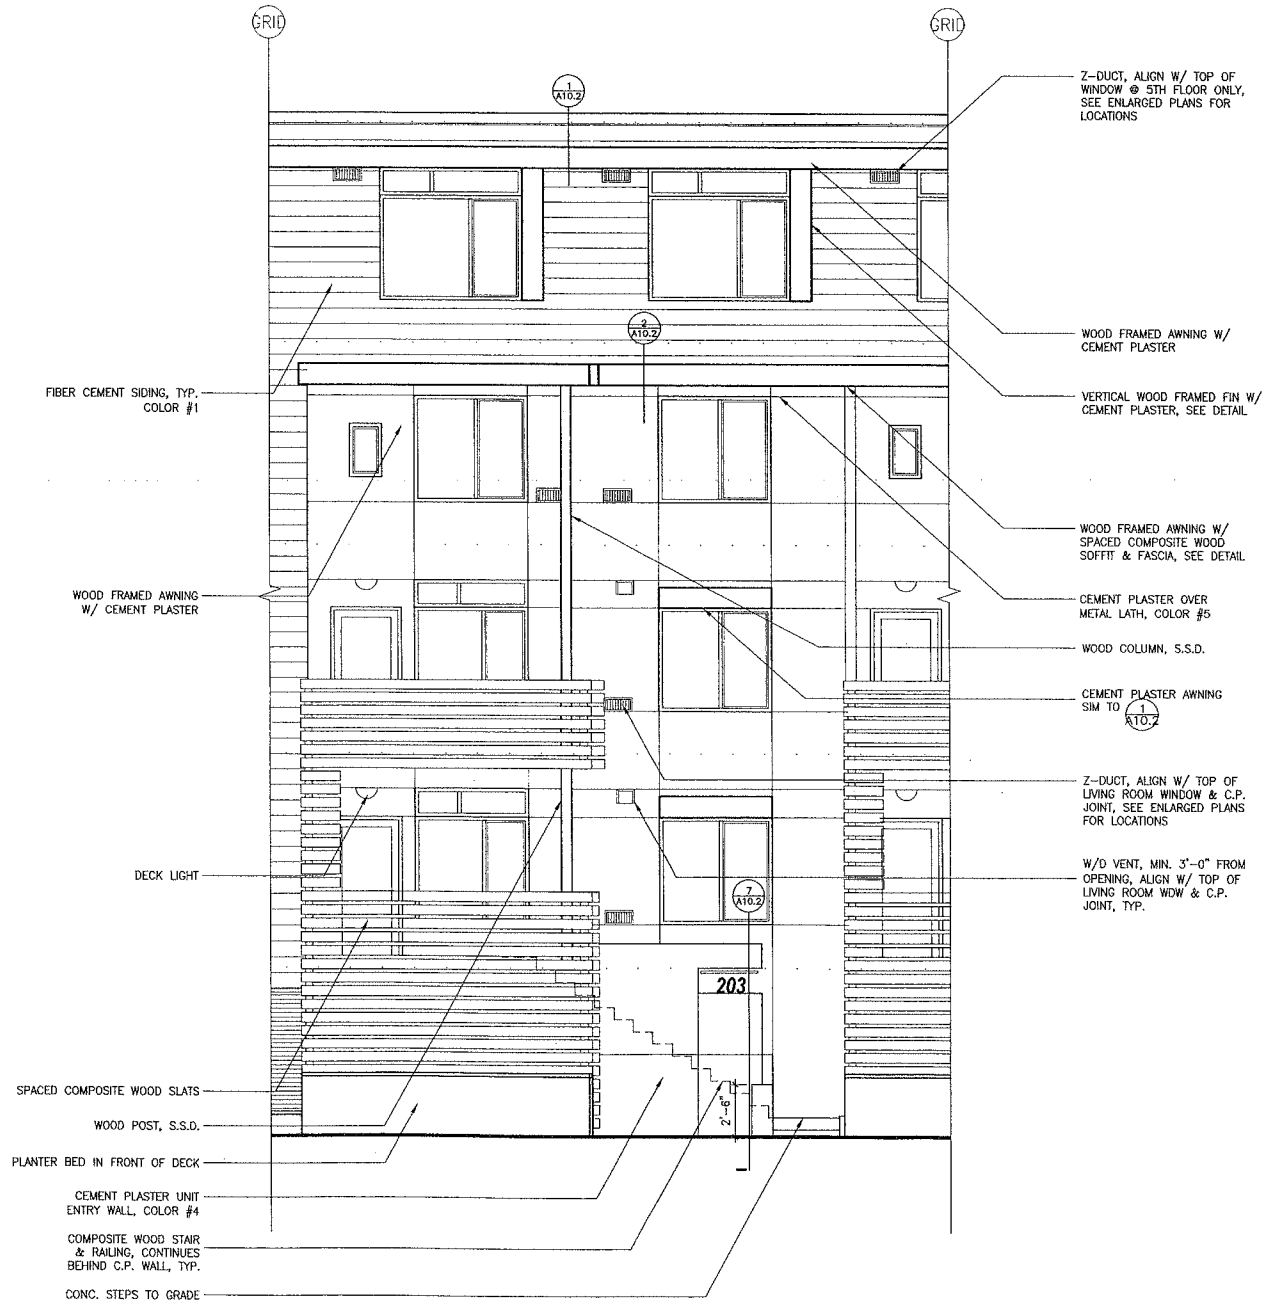 GRID
GRID
1
A10.2
Z-DUCT, ALIGN W/ TOP OF
WINDOW @ 5TH FLOOR ONLY,
SEE ENLARGED PLANS FOR
LOCATIONS
2
A10.2
WOOD FRAMED AWNING W/
CEMENT PLASTER
FIBER CEMENT SIDING, TYP.
COLOR #1
VERTICAL WOOD FRAMED FIN W/
CEMENT PLASTER, SEE DETAIL
WOOD FRAMED AWNING W/
SPACED COMPOSITE WOOD
SOFFIT & FASCIA, SEE DETAIL
WOOD FRAMED AWNING
W/ CEMENT PLASTER
CEMENT PLASTER OVER
METAL LATH, COLOR #5
WOOD COLUMN, S.S.D.
CEMENT PLASTER AWNING
SIM TO 1
A10.2
Z-DUCT, ALIGN W/ TOP OF
LIVING ROOM WINDOW & C.P.
JOINT, SEE ENLARGED PLANS
FOR LOCATIONS
DECK LIGHT
W/D VENT, MIN. 3'-0" FROM
OPENING, ALIGN W/ TOP OF
LIVING ROOM WDW & C.P.
JOINT, TYP.
7
A10.2
203
SPACED COMPOSITE WOOD SLATS
2'-6"
WOOD POST, S.S.D.
PLANTER BED IN FRONT OF DECK
CEMENT PLASTER UNIT
ENTRY WALL, COLOR #4
COMPOSITE WOOD STAIR
& RAILING, CONTINUES
BEHIND C.P. WALL, TYP.
CONC. STEPS TO GRADE